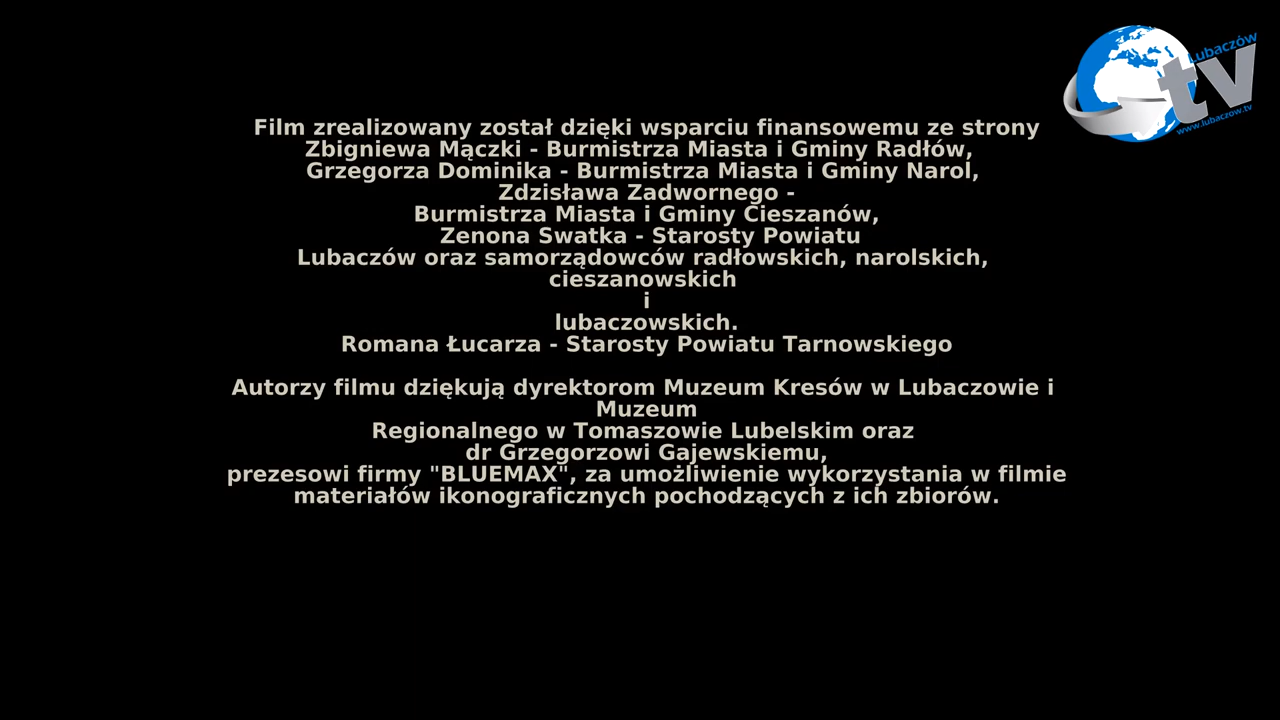 Film zrealizowany został dzięki wsparciu finansowemu ze strony
Zbigniewa Mączki - Burmistrza Miasta i Gminy Radłów,
Grzegorza Dominika - Burmistrza Miasta i Gminy Narol,
Zdzisława Zadwornego -
Burmistrza Miasta i Gminy Cieszanów,
Zenona Swatka - Starosty Powiatu
Lubaczów oraz samorządowców radłowskich, narolskich,
cieszanowskich
i
lubaczowskich.
Romana Łucarza - Starosty Powiatu Tarnowskiego
Autorzy filmu dziękują dyrektorom Muzeum Kresów w Lubaczowie i
Muzeum
Regionalnego w Tomaszowie Lubelskim oraz
dr Grzegorzowi Gajewskiemu,
prezesowi firmy "BLUEMAX", za umożliwienie wykorzystania w filmie
materiałów ikonograficznych pochodzących z ich zbiorów.
Lubaczów
tv
www.lubaczow.tv